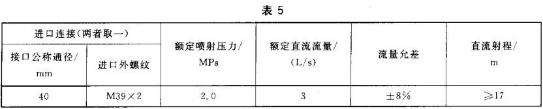 表 5
进口连接(两者取一)
额定喷射压力/
MPa
额定直流流量/
(L/s)
流量允差
直流射程/
m
接口公称通径/
mm
进口外螺纹
40
M39×2
2.0
3
±8%
≥17